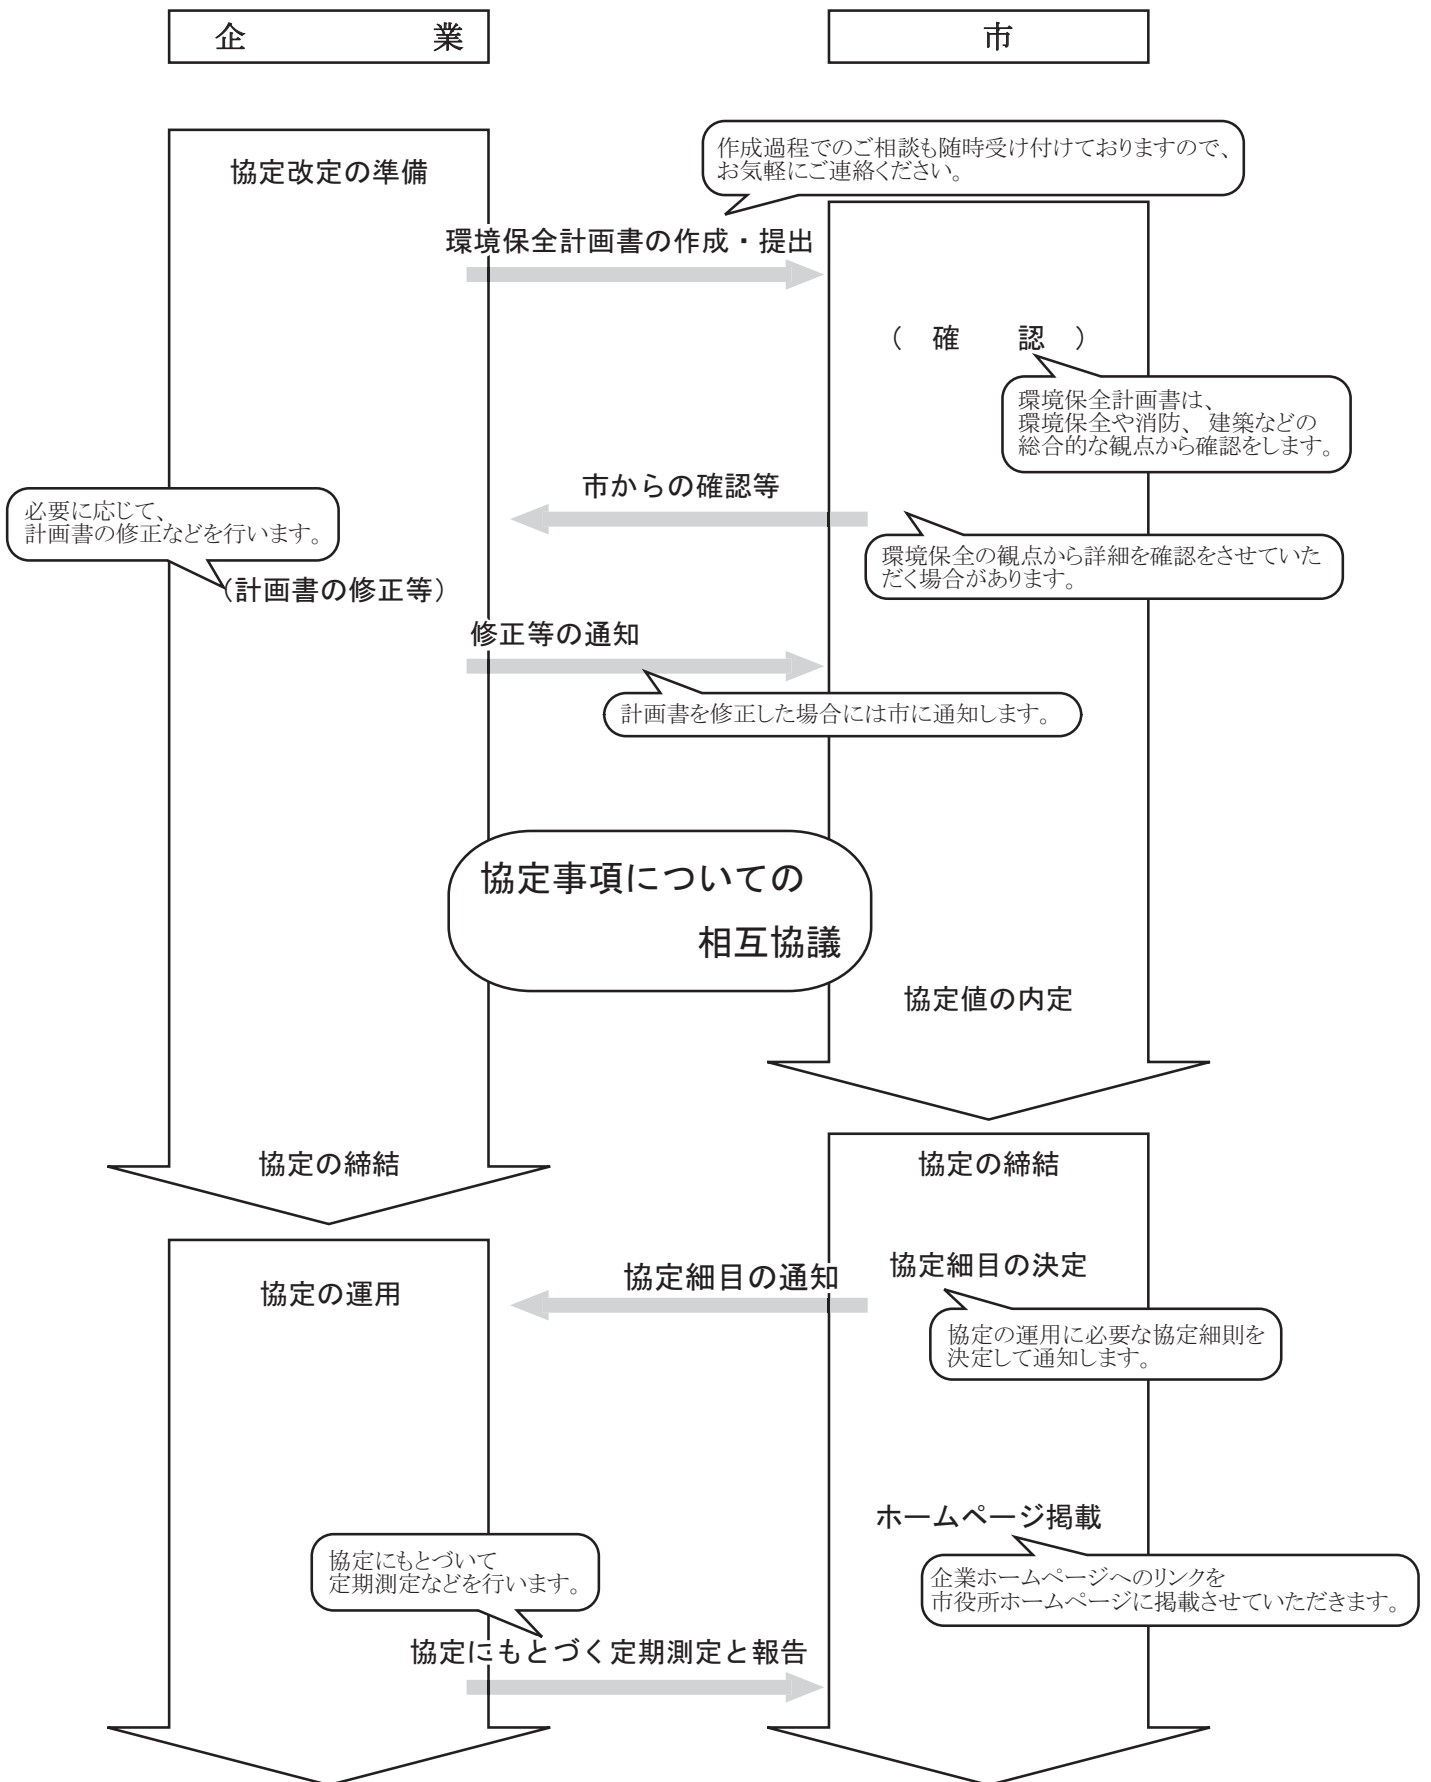 企　業
市
作成過程でのご相談も随時受け付けておりますので、
お気軽にご連絡ください。
協定改定の準備
環境保全計画書の作成・提出
（ 確　認 ）
環境保全計画書は、
環境保全や消防、建築などの
総合的な観点から確認をします。
市からの確認等
必要に応じて、
計画書の修正などを行います。
環境保全の観点から詳細を確認をさせていた
だく場合があります。
（計画書の修正等）
修正等の通知
計画書を修正した場合には市に通知します。
協定事項についての
相互協議
協定値の内定
協定の締結
協定の締結
協定細目の決定
協定細目の通知
協定の運用
協定の運用に必要な協定細則を
決定して通知します。
ホームページ掲載
協定にもとづいて
定期測定などを行います。
企業ホームページへのリンクを
市役所ホームページに掲載させていただきます。
協定にもとづく定期測定と報告